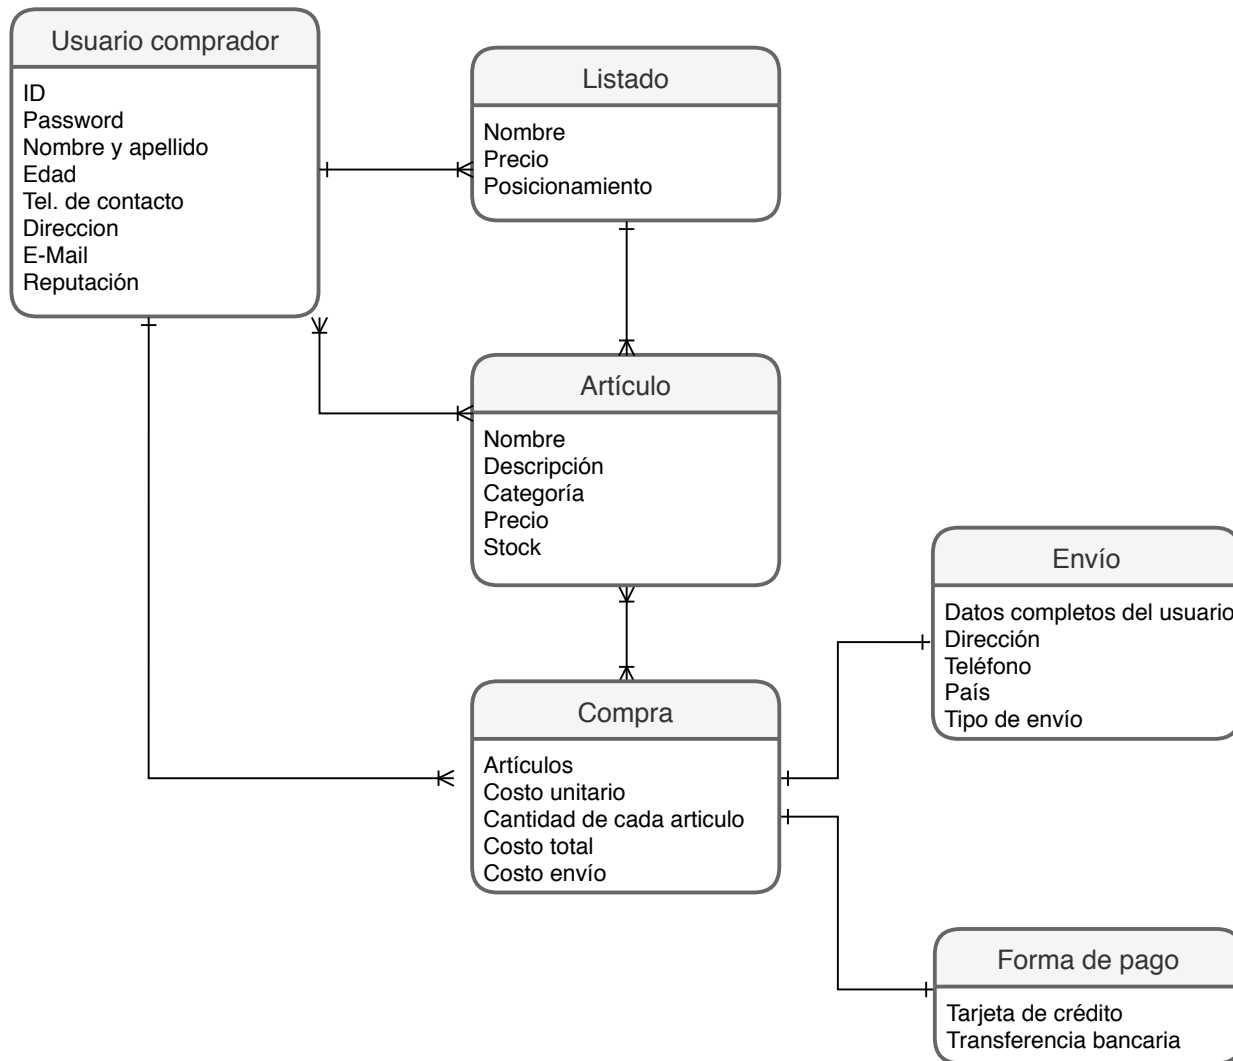 Usuario comprador
ID
Password
Nombre y apellido
Edad
Tel. de contacto
Direccion
E-Mail
Reputación
Listado
Nombre
Precio
Posicionamiento
Artículo
Nombre
Descripción
Categoría
Precio
Stock
Compra
Artículos
Costo unitario
Cantidad de cada articulo
Costo total
Costo envío
Envío
Datos completos del usuario
Dirección
Teléfono
País
Tipo de envío
Forma de pago
Tarjeta de crédito
Transferencia bancaria